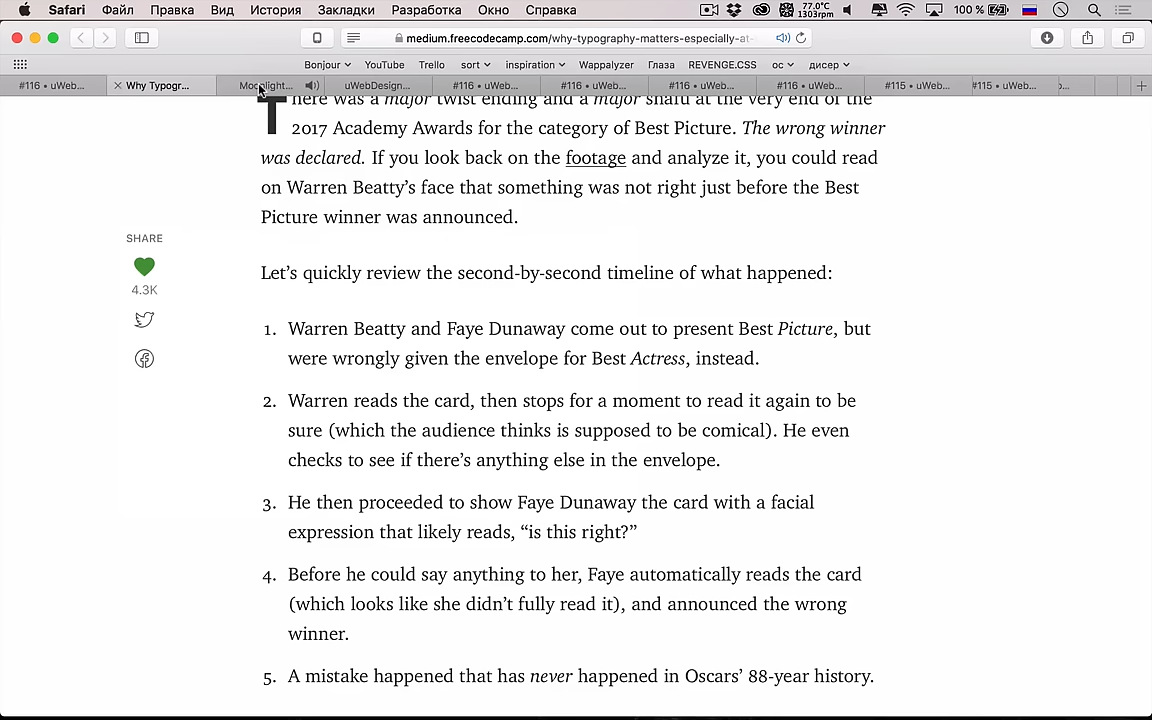 Safari Файл Правка Вид История Закладки Разработка Окно Справка 77.0°C 1303rpm 100 %
medium.freecodecamp.com/why-typography-matters-especially-at-
Bonjour YouTube Trello sort inspiration Wappalyzer Глаза REVENGE.CSS ос дисер
#116 • uWeb... Why Typogr... Moonlight... uWebDesign... #116 • uWeb... #116 • uWeb... #116 • uWeb... #116 • uWeb... #115 • uWeb... #115 • uWeb...
There was a major twist ending and a major snafu at the very end of the
2017 Academy Awards for the category of Best Picture. The wrong winner
was declared. If you look back on the footage and analyze it, you could read
on Warren Beatty’s face that something was not right just before the Best
Picture winner was announced.
SHARE
4.3K
Let’s quickly review the second-by-second timeline of what happened:
1. Warren Beatty and Faye Dunaway come out to present Best Picture, but
were wrongly given the envelope for Best Actress, instead.
2. Warren reads the card, then stops for a moment to read it again to be
sure (which the audience thinks is supposed to be comical). He even
checks to see if there’s anything else in the envelope.
3. He then proceeded to show Faye Dunaway the card with a facial
expression that likely reads, “is this right?”
4. Before he could say anything to her, Faye automatically reads the card
(which looks like she didn’t fully read it), and announced the wrong
winner.
5. A mistake happened that has never happened in Oscars’ 88-year history.